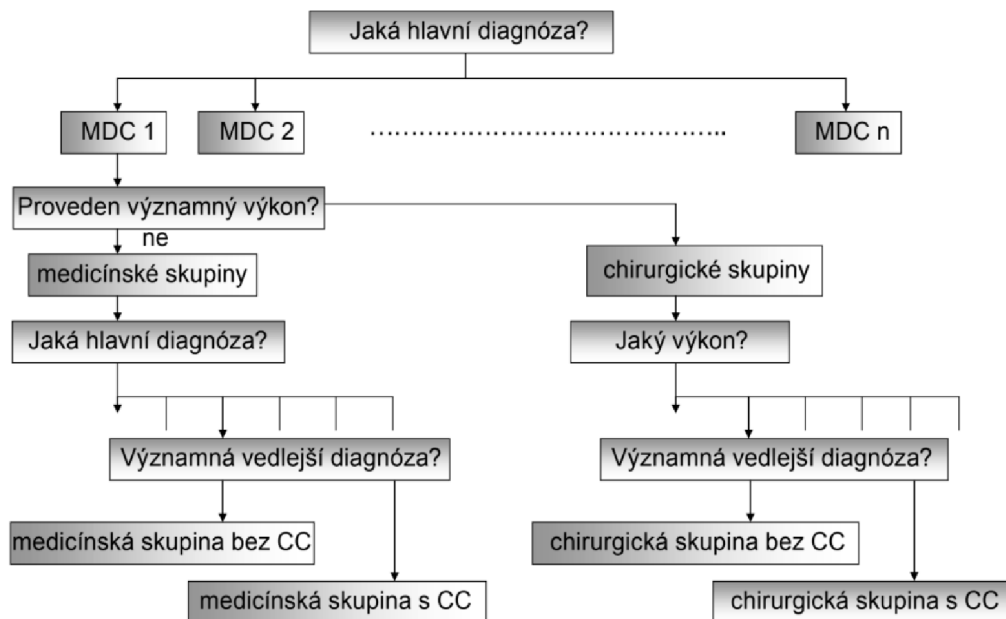 Jaká hlavní diagnóza?
MDC 1
MDC 2
........................................
MDC n
Proveden významný výkon?
ne
medicínské skupiny
chirurgické skupiny
Jaká hlavní diagnóza?
Jaký výkon?
Významná vedlejší diagnóza?
Významná vedlejší diagnóza?
medicínská skupina bez CC
chirurgická skupina bez CC
medicínská skupina s CC
chirurgická skupina s CC